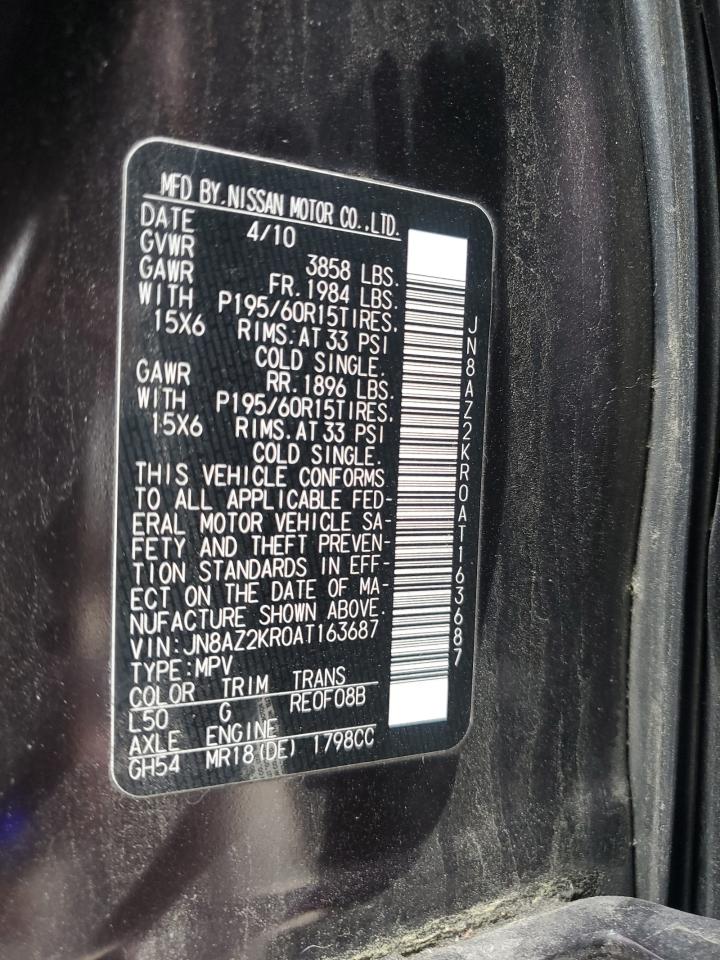 MFD BY.NISSAN MOTOR CO.,LTD.
DATE 4/10
GVWR 3858 LBS.
GAWR FR.1984 LBS.
WITH P195/60R15TIRES,
15X6 RIMS.AT 33 PSI
COLD SINGLE.
GAWR RR.1896 LBS.
WITH P195/60R15TIRES,
15X6 RIMS.AT 33 PSI
COLD SINGLE.
THIS VEHICLE CONFORMS
TO ALL APPLICABLE FED-
ERAL MOTOR VEHICLE SA-
FETY AND THEFT PREVEN-
TION STANDARDS IN EFF-
ECT ON THE DATE OF MA-
NUFACTURE SHOWN ABOVE.
VIN:JN8AZ2KR0AT163687
TYPE:MPV
COLOR TRIM TRANS
L50 G RE0F08B
AXLE ENGINE
GH54 MR18(DE) 1798CC
JN8AZ2KR0AT163687